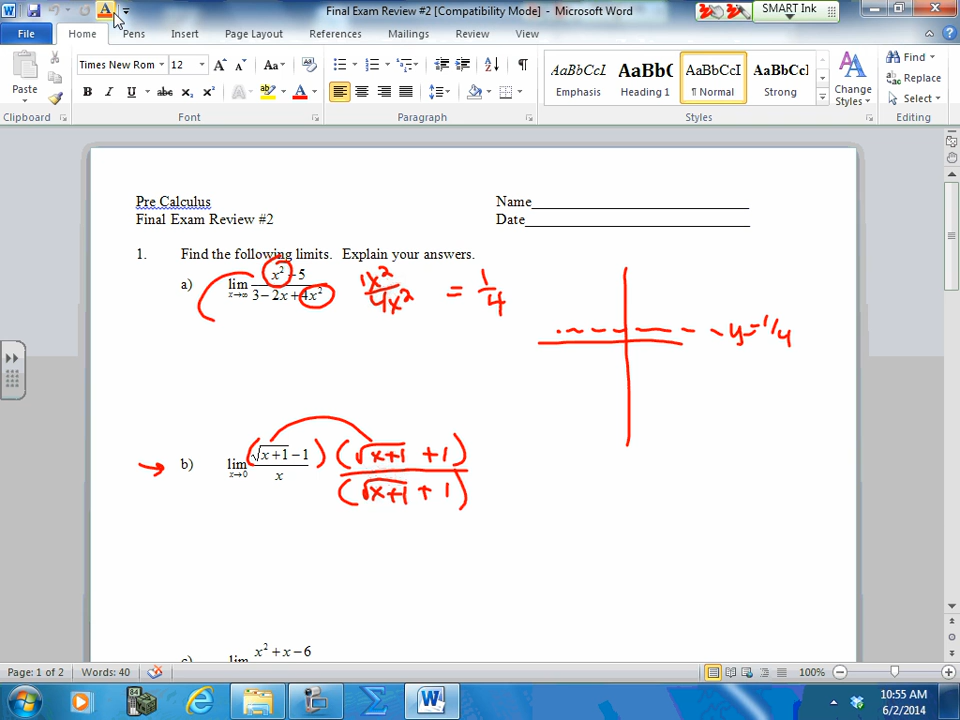 Final Exam Review #2 [Compatibility Mode] - Microsoft Word
SMART Ink
File Home Pens Insert Page Layout References Mailings Review View
Paste
Times New Rom 12
AaBbCcI AaBb( AaBbCcI AaBbCcI
Emphasis Heading 1 ¶ Normal Strong
Change Styles
Find
Replace
Select
Clipboard Font Paragraph Styles Editing
Pre Calculus
Name
Final Exam Review #2
Date
1. Find the following limits. Explain your answers.
a) lim x→∞ (x² - 5)/(3 - 2x + 4x²) 1x²/4x² = 1/4
y = 1/4
→ b) lim x→0 ((√x+1 - 1)/x) (√x+1 + 1)/(√x+1 + 1)
c) lim x² + x - 6
Page: 1 of 2 Words: 40 100%
10:55 AM
6/2/2014